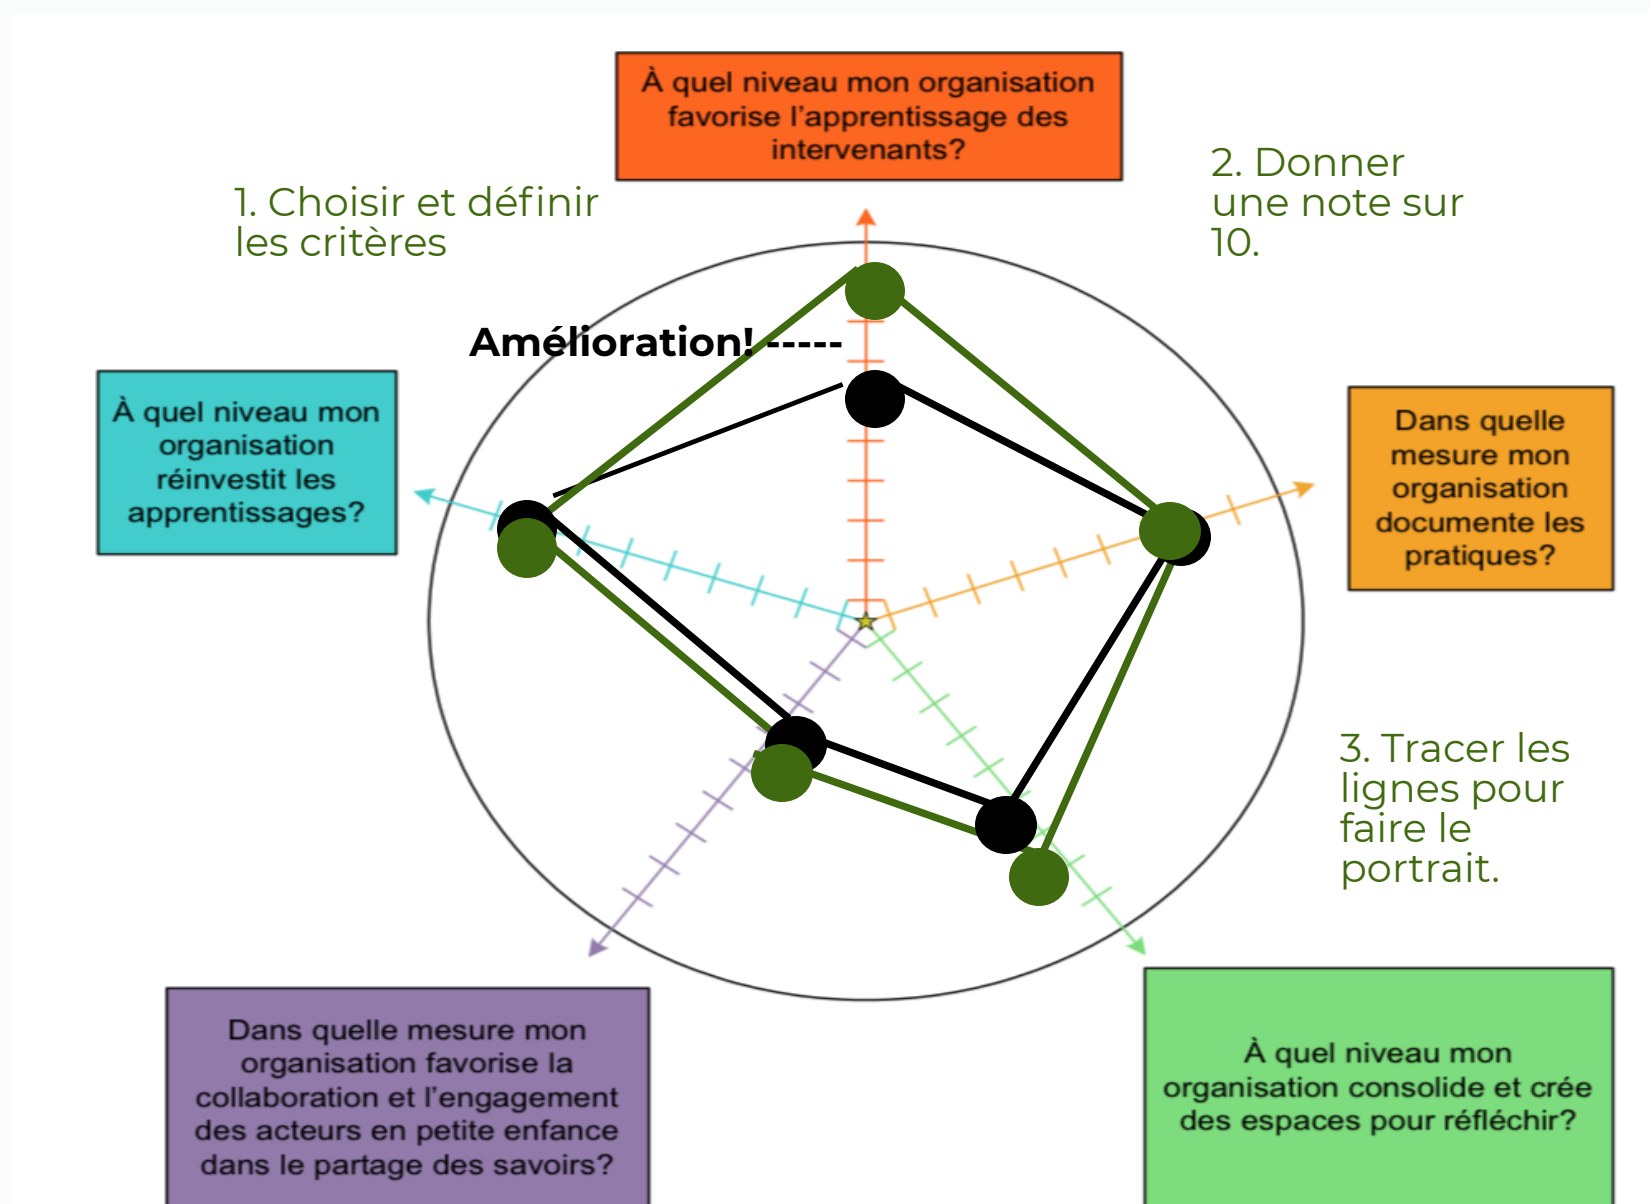 À quel niveau mon organisation
favorise l'apprentissage des
intervenants?
1. Choisir et définir
les critères
2. Donner
une note sur
10.
Amélioration! -----
À quel niveau mon
organisation
réinvestit les
apprentissages?
Dans quelle
mesure mon
organisation
documente les
pratiques?
3. Tracer les
lignes pour
faire le
portrait.
Dans quelle mesure mon
organisation favorise la
collaboration et l'engagement
des acteurs en petite enfance
dans le partage des savoirs?
À quel niveau mon
organisation consolide et crée
des espaces pour réfléchir?